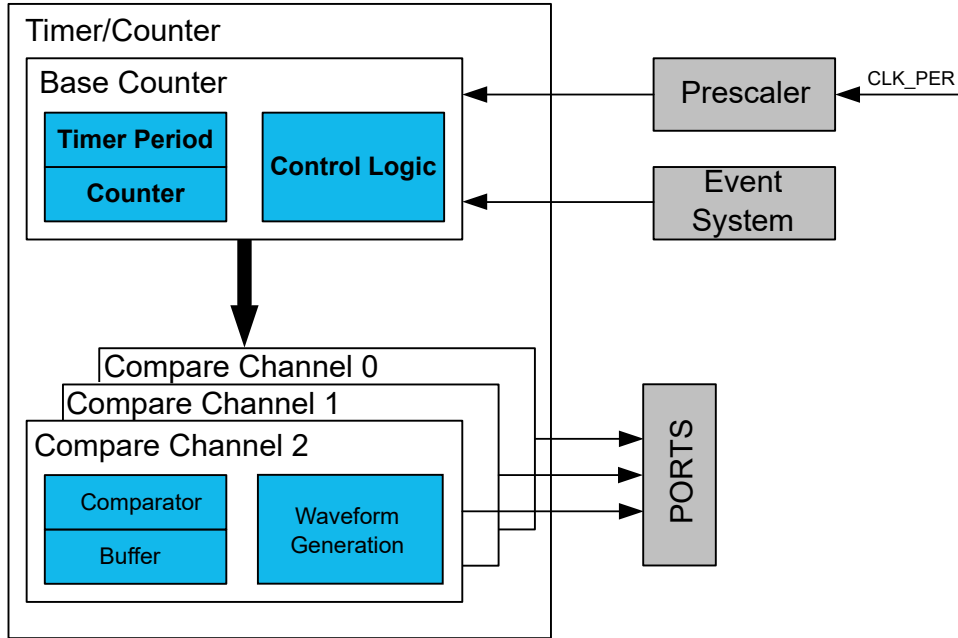 Timer/Counter
Base Counter
Timer Period
Counter
Control Logic
Prescaler
CLK_PER
Event
System
Compare Channel 0
Compare Channel 1
Compare Channel 2
Comparator
Buffer
Waveform
Generation
PORTS